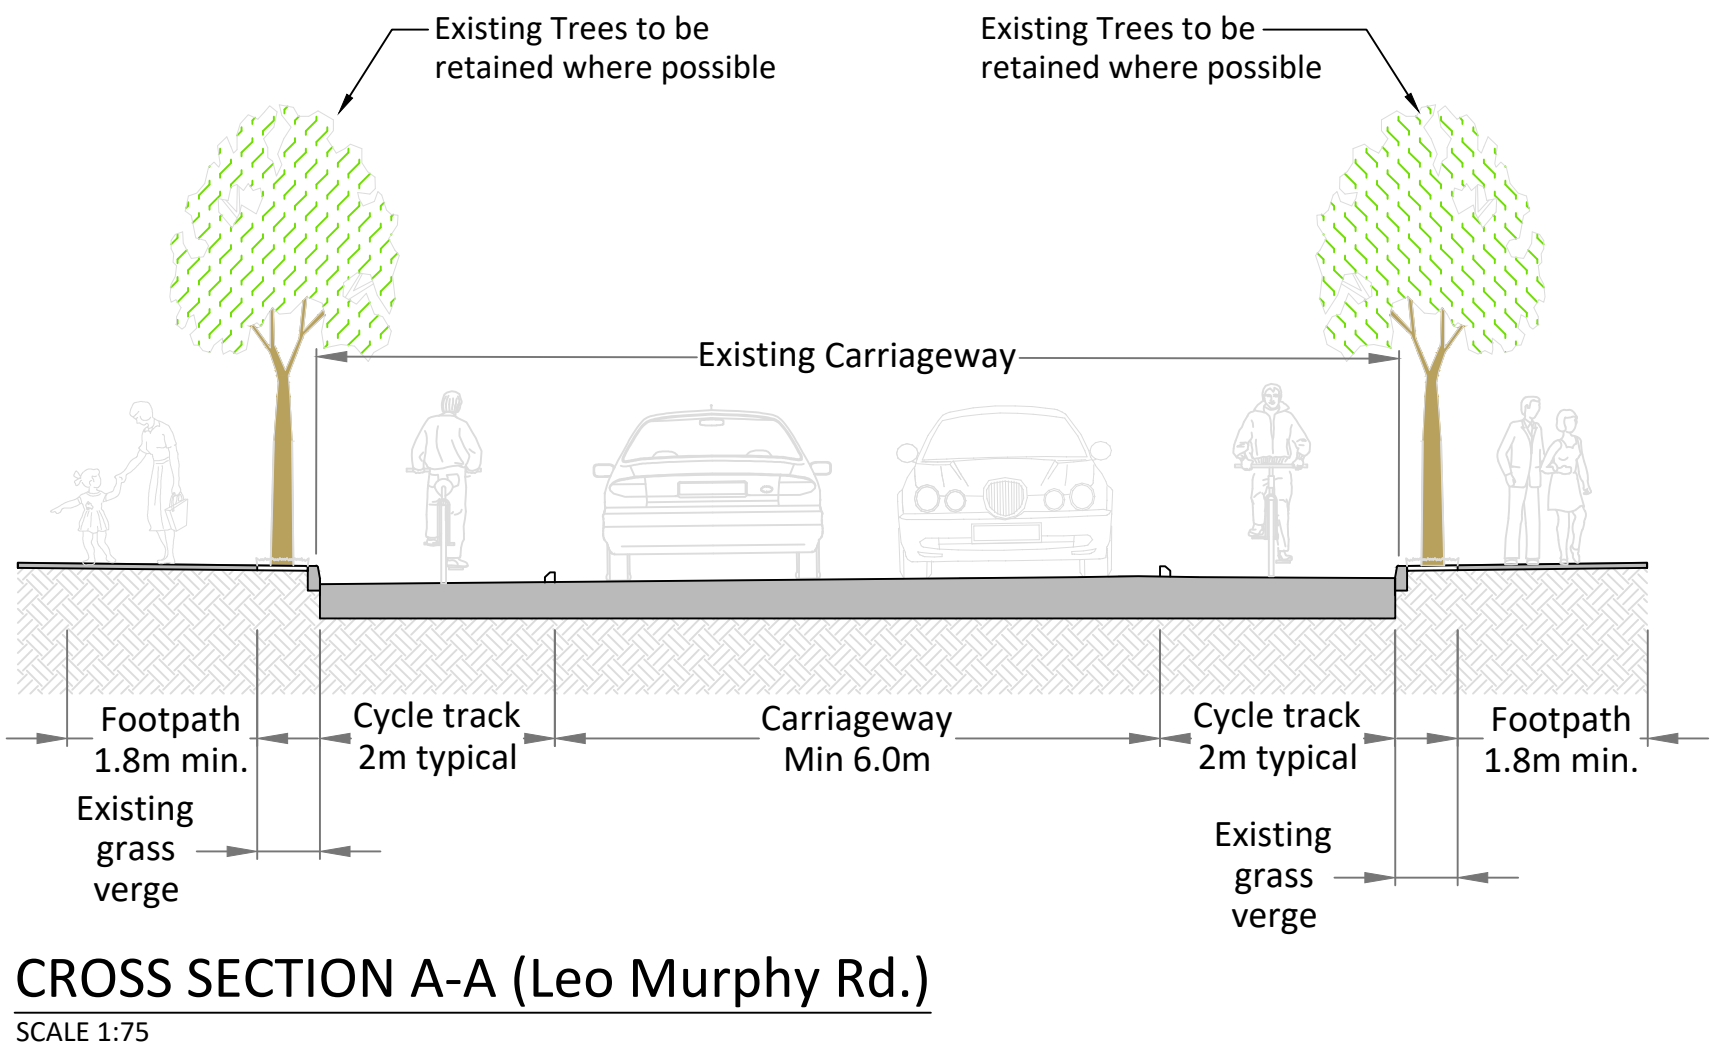 Existing Trees to be
retained where possible
Existing Trees to be
retained where possible
Existing Carriageway
Footpath
1.8m min.
Cycle track
2m typical
Carriageway
Min 6.0m
Cycle track
2m typical
Footpath
1.8m min.
Existing
grass
verge
Existing
grass
verge
CROSS SECTION A-A (Leo Murphy Rd.)
SCALE 1:75